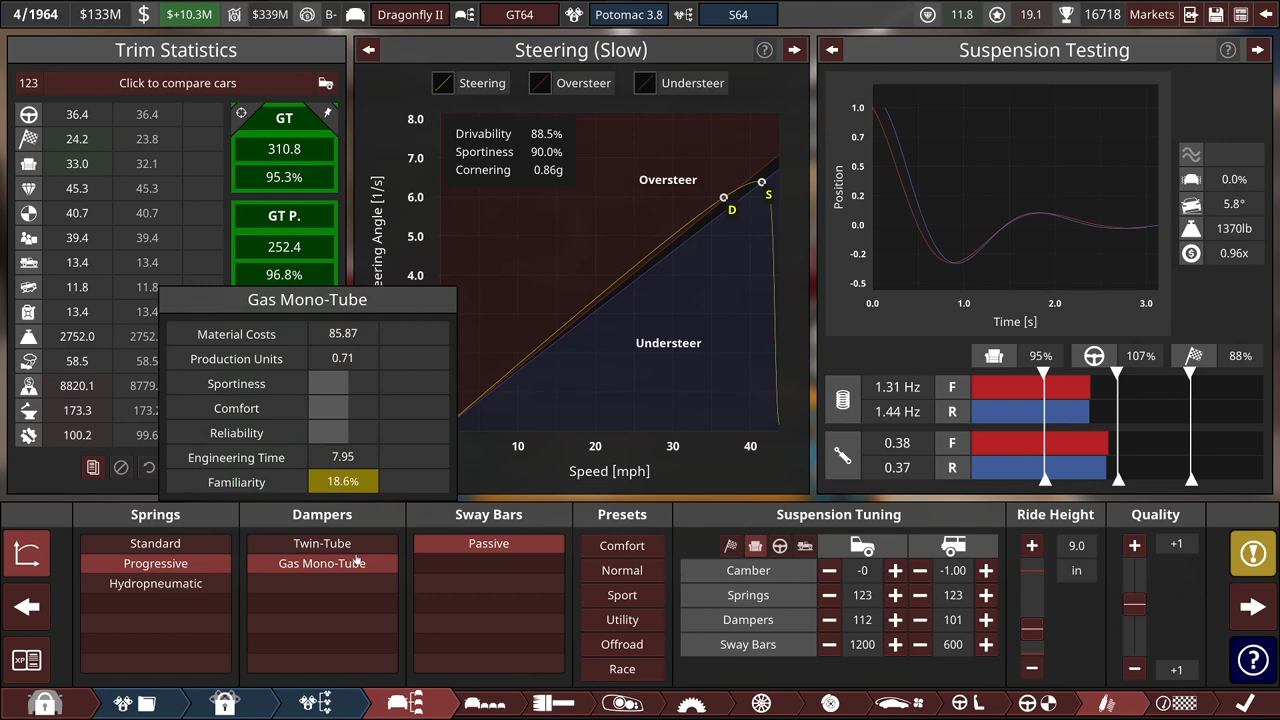 4/1964 $133M $+10.3M $339M B- Dragonfly II GT64 Potomac 3.8 S64 11.8 19.1 16718 Markets
Trim Statistics
123 Click to compare cars
36.4 36.4
24.2 23.8
33.0 32.1
45.3 45.3
40.7 40.7
39.4 39.4
13.4 13.4
11.8 11.8
13.4 13.4
2752.0 2752.
58.5 58.5
8820.1 8779.
173.3 173.2
100.2 99.6
GT
310.8
95.3%
GT P.
252.4
96.8%
Gas Mono-Tube
Material Costs 85.87
Production Units 0.71
Sportiness
Comfort
Reliability
Engineering Time 7.95
Familiarity 18.6%
Steering (Slow) ?
Steering Oversteer Understeer
Drivability 88.5%
Sportiness 90.0%
Cornering 0.86g
8.0
7.0
6.0
5.0
4.0
eering Angle [1/s]
Oversteer
D
S
Understeer
10 20 30 40
Speed [mph]
Suspension Testing ?
Position
1.0
0.7
0.5
0.2
0.0
-0.2
-0.5
0.0 1.0 2.0 3.0
Time [s]
0.0%
5.8°
1370lb
0.96x
95% 107% 88%
1.31 Hz F
1.44 Hz R
0.38 F
0.37 R
Springs
Standard
Progressive
Hydropneumatic
Dampers
Twin-Tube
Gas Mono-Tube
Sway Bars
Passive
Presets
Comfort
Normal
Sport
Utility
Offroad
Race
Suspension Tuning
Camber -0 -1.00
Springs 123 123
Dampers 112 101
Sway Bars 1200 600
Ride Height
9.0
in
Quality
+1
+1
XP